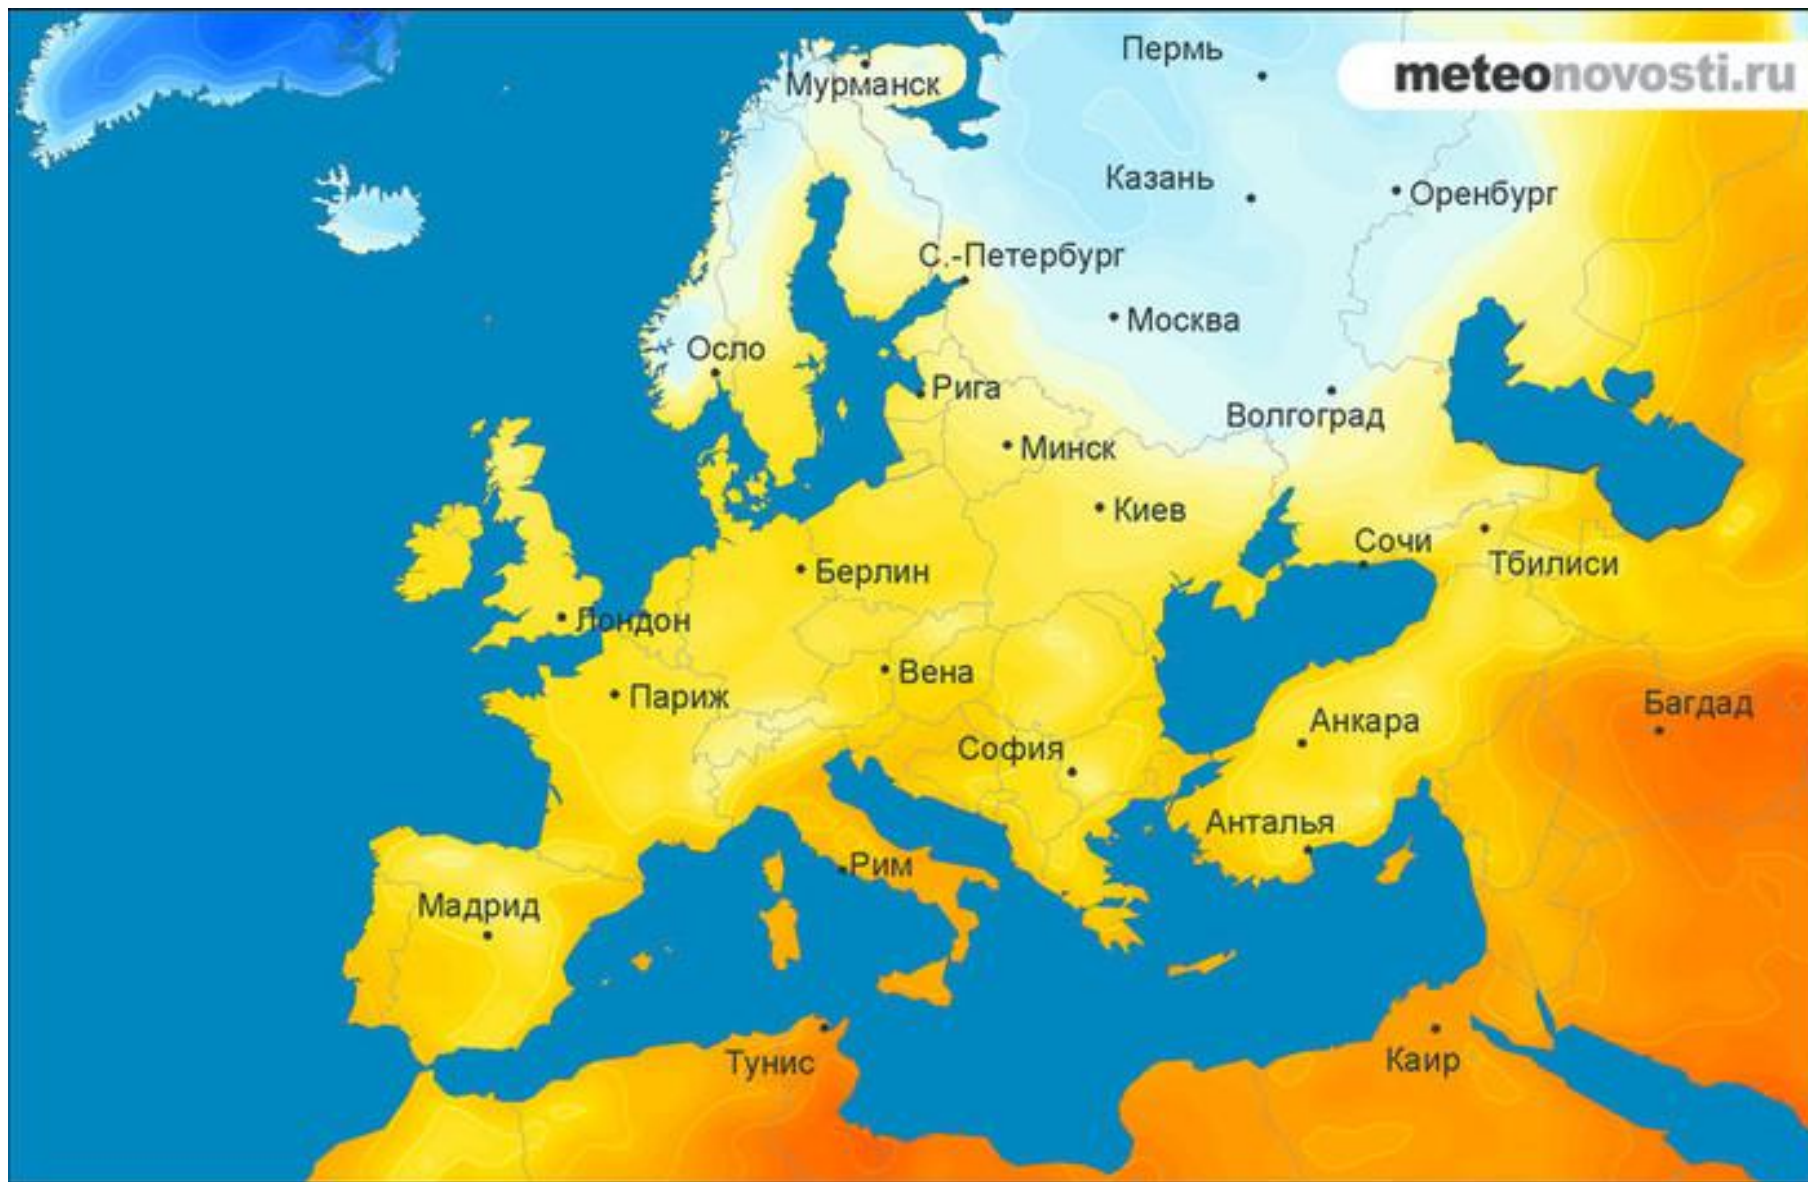 Пермь
meteonovosti.ru
Мурманск
Казань
Оренбург
С.-Петербург
Москва
Осло
Рига
Волгоград
Минск
Киев
Сочи
Тбилиси
Берлин
Лондон
Вена
Париж
Багдад
Анкара
София
Анталья
Рим
Мадрид
Тунис
Каир